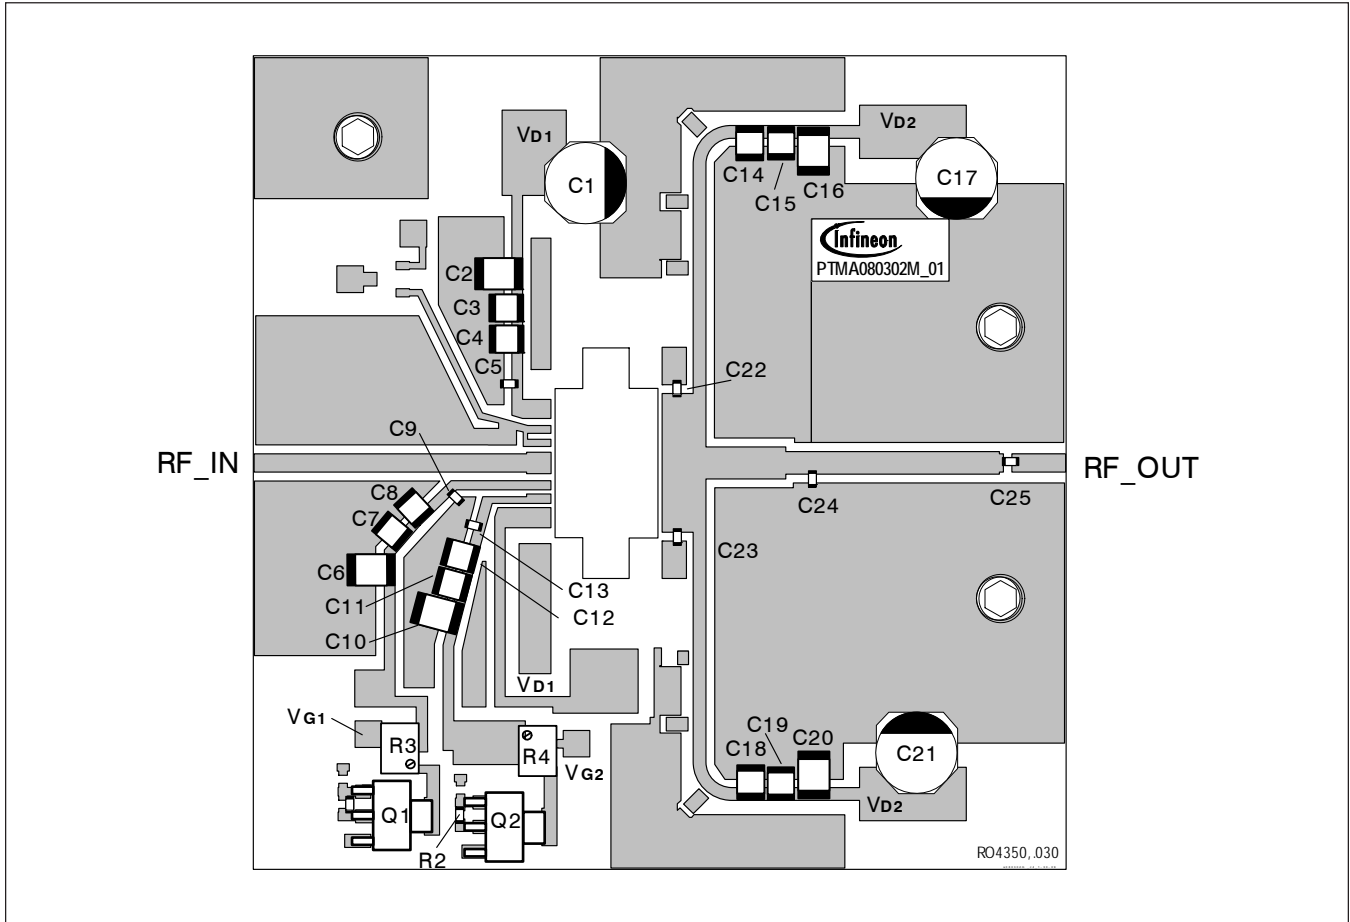 VD1
C1
VD2
C14
C15
C16
C17
Infineon
PTMA080302M_01
C2
C3
C4
C5
C22
C9
RF_IN
RF_OUT
C8
C7
C6
C11
C10
C13
C12
C24
C25
C23
VD1
VG1
R3
R4
VG2
C18
C19
C20
C21
VD2
Q1
Q2
R2
RO4350, .030